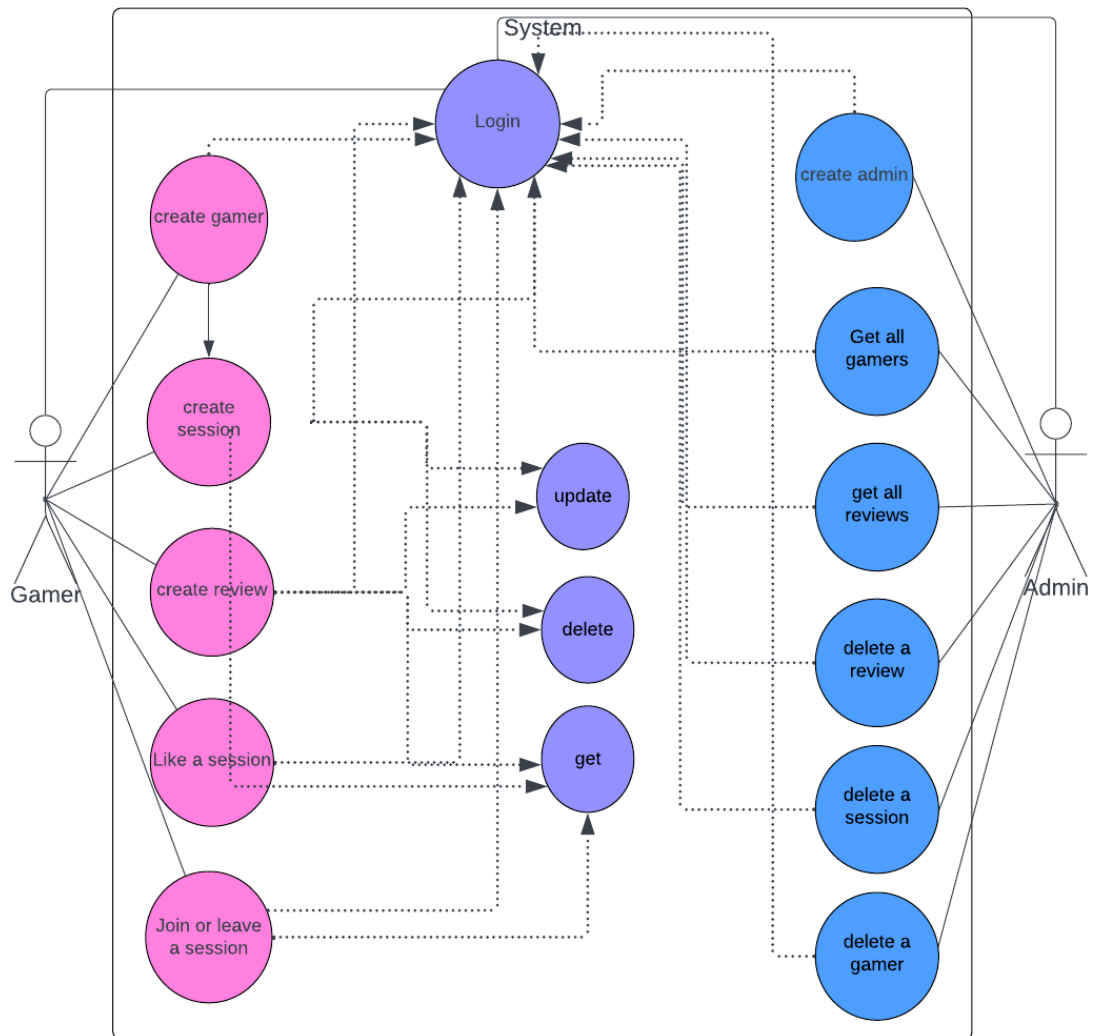 System
Login
create gamer
create admin
Get all
gamers
create
session
update
get all
reviews
create review
Gamer
Admin
delete
delete a
review
Like a session
get
delete a
session
Join or leave
a session
delete a
gamer